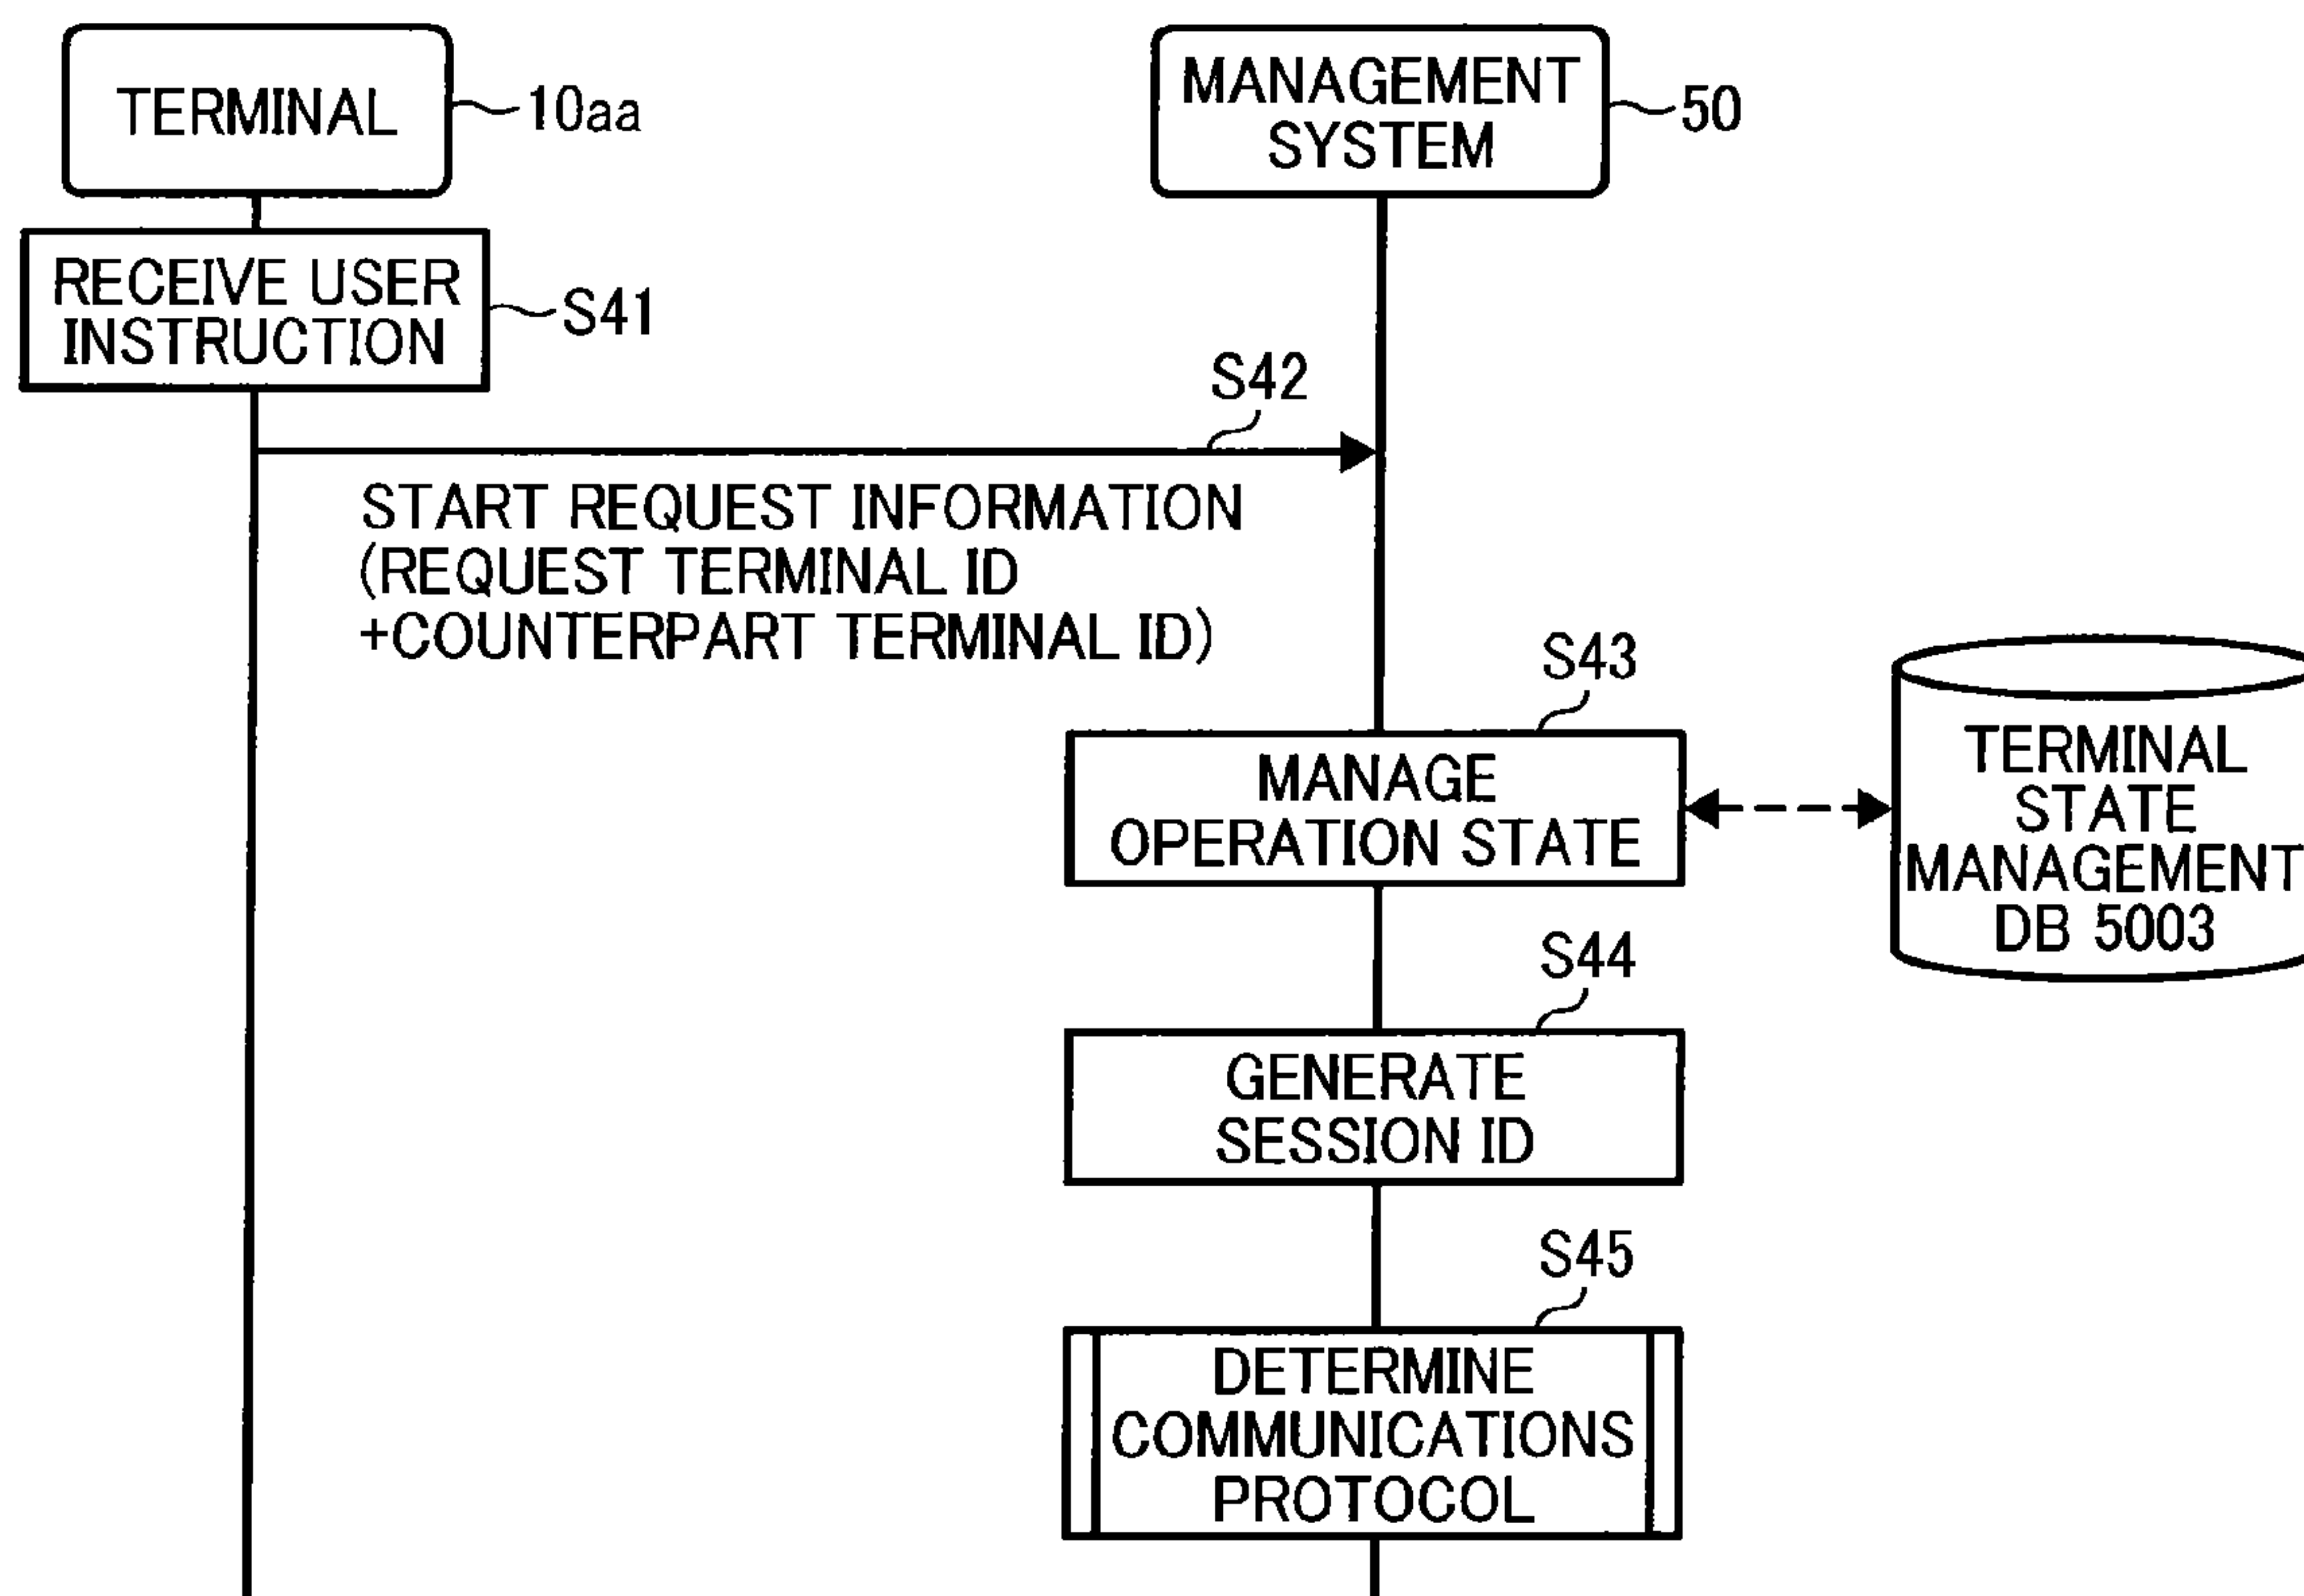 TERMINAL
10aa
MANAGEMENT
SYSTEM
50
RECEIVE USER
INSTRUCTION
S41
S42
START REQUEST INFORMATION
(REQUEST TERMINAL ID
+COUNTERPART TERMINAL ID)
S43
MANAGE
OPERATION STATE
TERMINAL
STATE
MANAGEMENT
DB 5003
S44
GENERATE
SESSION ID
S45
DETERMINE
COMMUNICATIONS
PROTOCOL